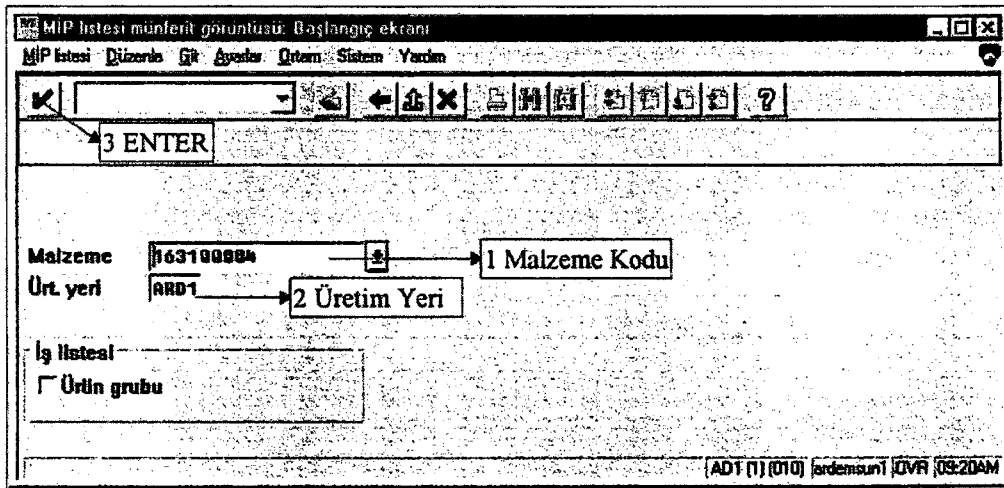 MİP listesi münferit görüntüsü: Başlangıç ekranı
MİP listesi Düzenle Git Ayarlar Ortam Sistem Yardım
3 ENTER
Malzeme 163100004 1 Malzeme Kodu
Ürt. yeri ARD1 2 Üretim Yeri
İş listesi
Ürün grubu
AD1 (1) (010) ardemsun1 OVR 09:20AM